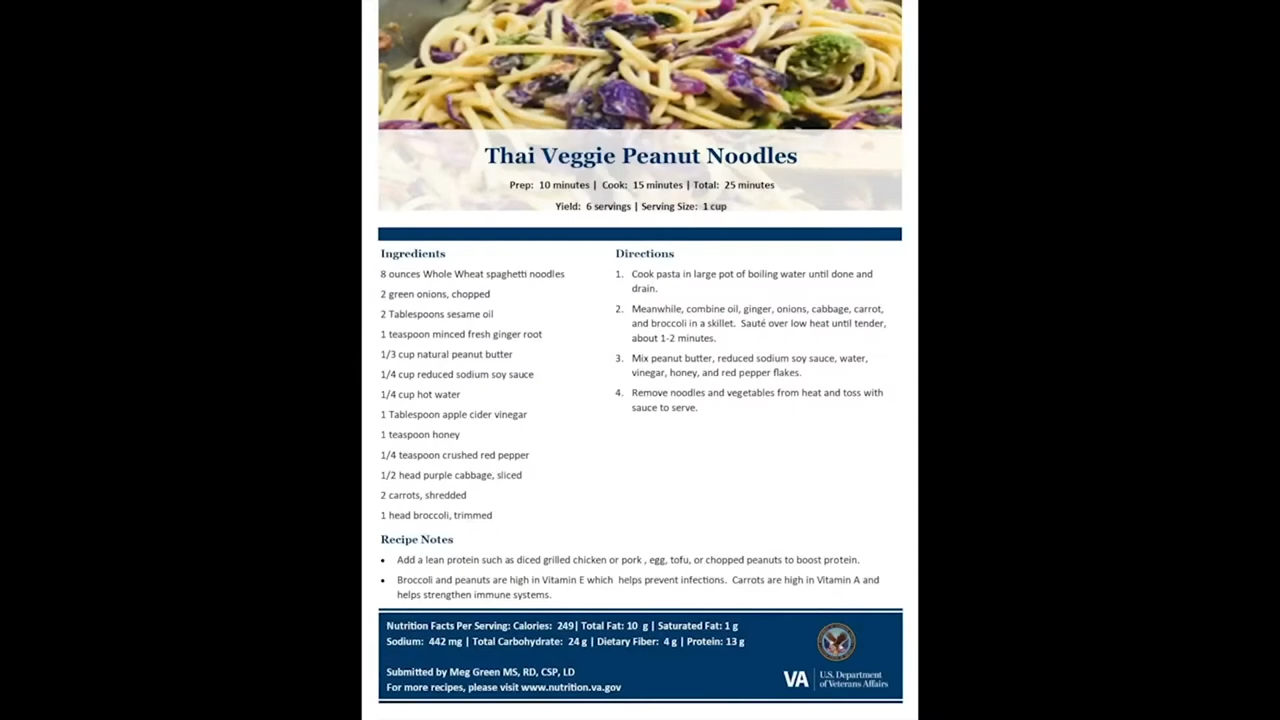 Thai Veggie Peanut Noodles
Prep: 10 minutes | Cook: 15 minutes | Total: 25 minutes
Yield: 6 servings | Serving Size: 1 cup
Ingredients
8 ounces Whole Wheat spaghetti noodles
2 green onions, chopped
2 Tablespoons sesame oil
1 teaspoon minced fresh ginger root
1/3 cup natural peanut butter
1/4 cup reduced sodium soy sauce
1/4 cup hot water
1 Tablespoon apple cider vinegar
1 teaspoon honey
1/4 teaspoon crushed red pepper
1/2 head purple cabbage, sliced
2 carrots, shredded
1 head broccoli, trimmed
Directions
1. Cook pasta in large pot of boiling water until done and
drain.
2. Meanwhile, combine oil, ginger, onions, cabbage, carrot,
and broccoli in a skillet. Sauté over low heat until tender,
about 1-2 minutes.
3. Mix peanut butter, reduced sodium soy sauce, water,
vinegar, honey, and red pepper flakes.
4. Remove noodles and vegetables from heat and toss with
sauce to serve.
Recipe Notes
• Add a lean protein such as diced grilled chicken or pork , egg, tofu, or chopped peanuts to boost protein.
• Broccoli and peanuts are high in Vitamin E which helps prevent infections. Carrots are high in Vitamin A and
helps strengthen immune systems.
Nutrition Facts Per Serving: Calories: 249| Total Fat: 10 g | Saturated Fat: 1 g
Sodium: 442 mg | Total Carbohydrate: 24 g | Dietary Fiber: 4 g | Protein: 13 g
Submitted by Meg Green MS, RD, CSP, LD
For more recipes, please visit www.nutrition.va.gov
VA
U.S. Department
of Veterans Affairs